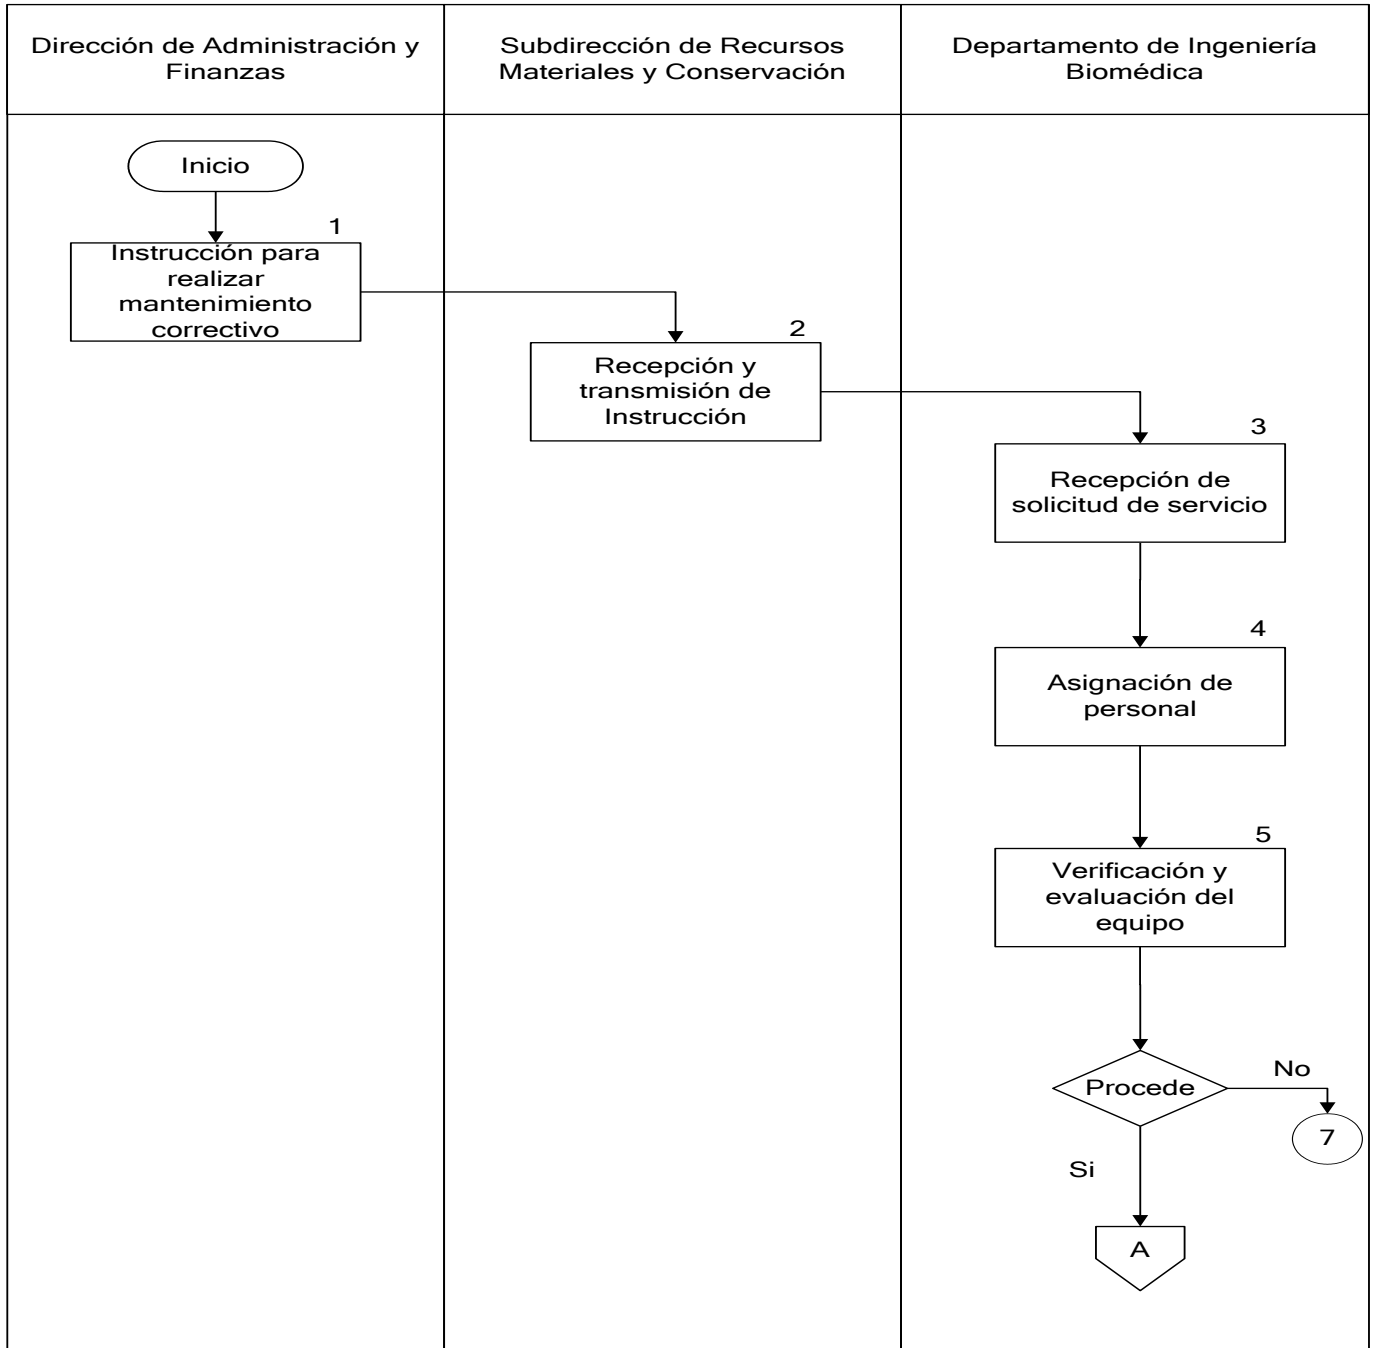 Dirección de Administración y
Finanzas
Subdirección de Recursos
Materiales y Conservación
Departamento de Ingeniería
Biomédica
Inicio
1
Instrucción para
realizar
mantenimiento
correctivo
2
Recepción y
transmisión de
Instrucción
3
Recepción de
solicitud de servicio
4
Asignación de
personal
5
Verificación y
evaluación del
equipo
Procede
No
7
Si
A